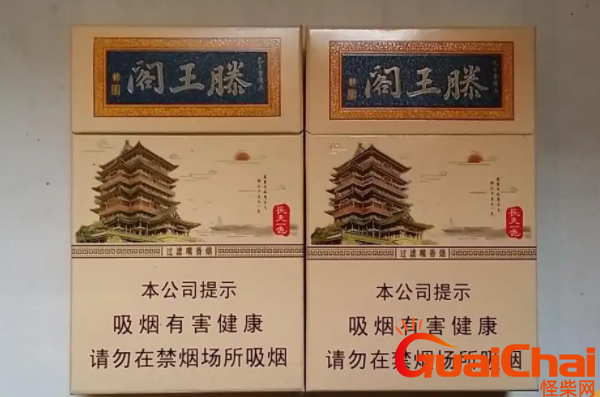 阁王滕
过滤嘴香烟
長天一色
本公司提示
吸烟有害健康
请勿在禁烟场所吸烟
阁王滕
过滤嘴香烟
長天一色
本公司提示
吸烟有害健康
请勿在禁烟场所吸烟
GuaiChai
怪柴网